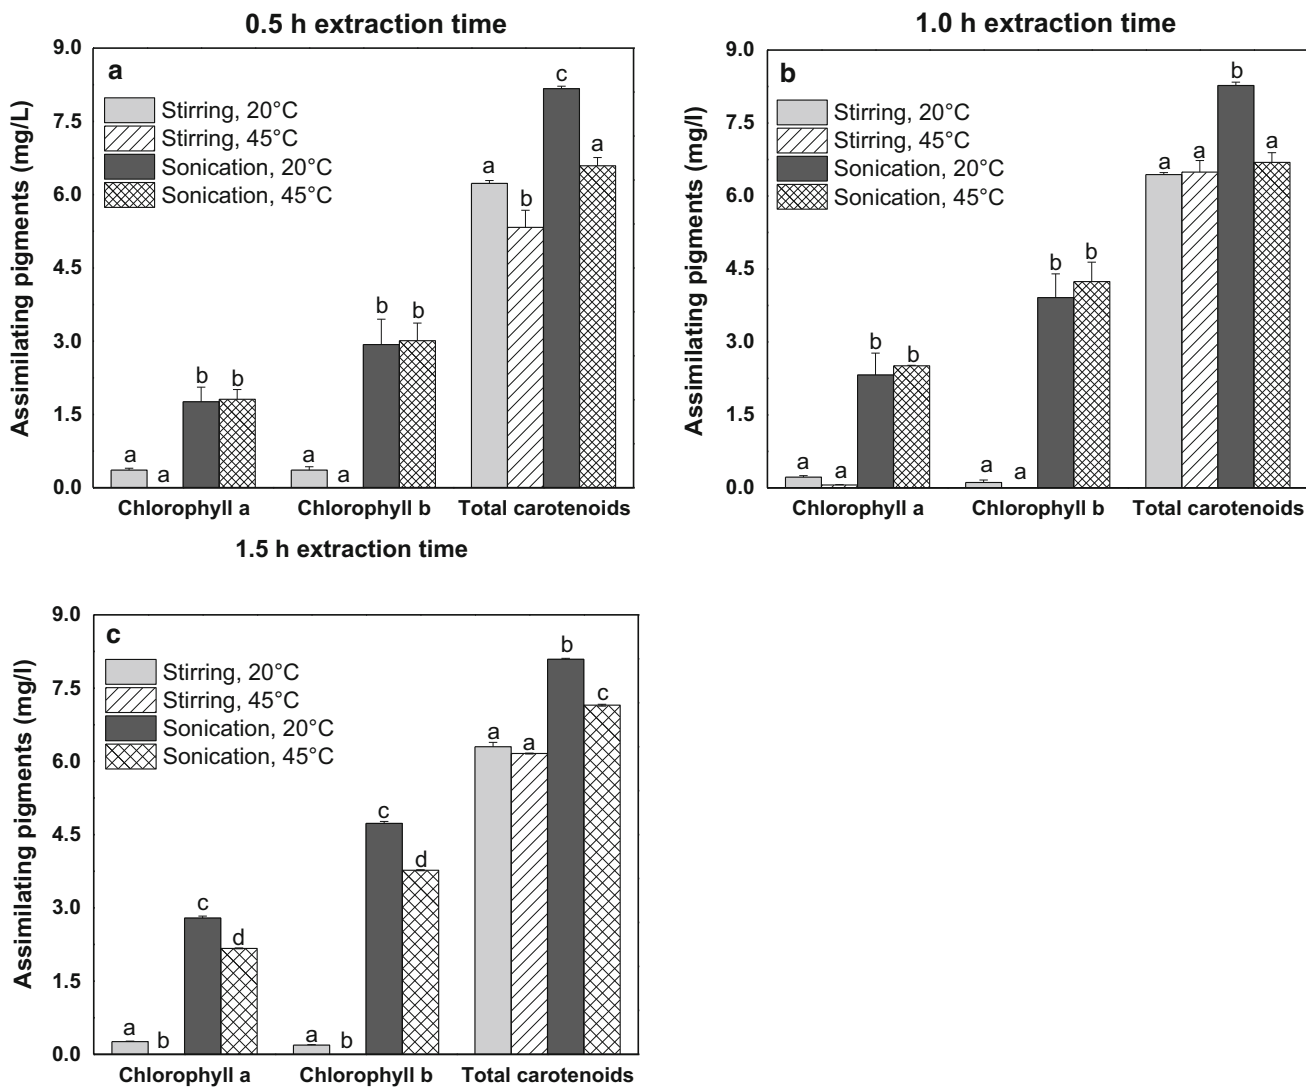 0.5 h extraction time
a
Assimilating pigments (mg/L)
9.0
7.5
6.0
4.5
3.0
1.5
0.0
Stirring, 20°C
Stirring, 45°C
Sonication, 20°C
Sonication, 45°C
a
a
b
b
a
a
b
b
a
b
c
a
Chlorophyll a
Chlorophyll b
Total carotenoids
1.0 h extraction time
b
Assimilating pigments (mg/l)
9.0
7.5
6.0
4.5
3.0
1.5
0.0
Stirring, 20°C
Stirring, 45°C
Sonication, 20°C
Sonication, 45°C
a
a
b
b
a
a
b
b
a
a
b
a
Chlorophyll a
Chlorophyll b
Total carotenoids
1.5 h extraction time
c
Assimilating pigments (mg/l)
9.0
7.5
6.0
4.5
3.0
1.5
0.0
Stirring, 20°C
Stirring, 45°C
Sonication, 20°C
Sonication, 45°C
a
b
c
d
a
b
c
d
a
a
b
c
Chlorophyll a
Chlorophyll b
Total carotenoids